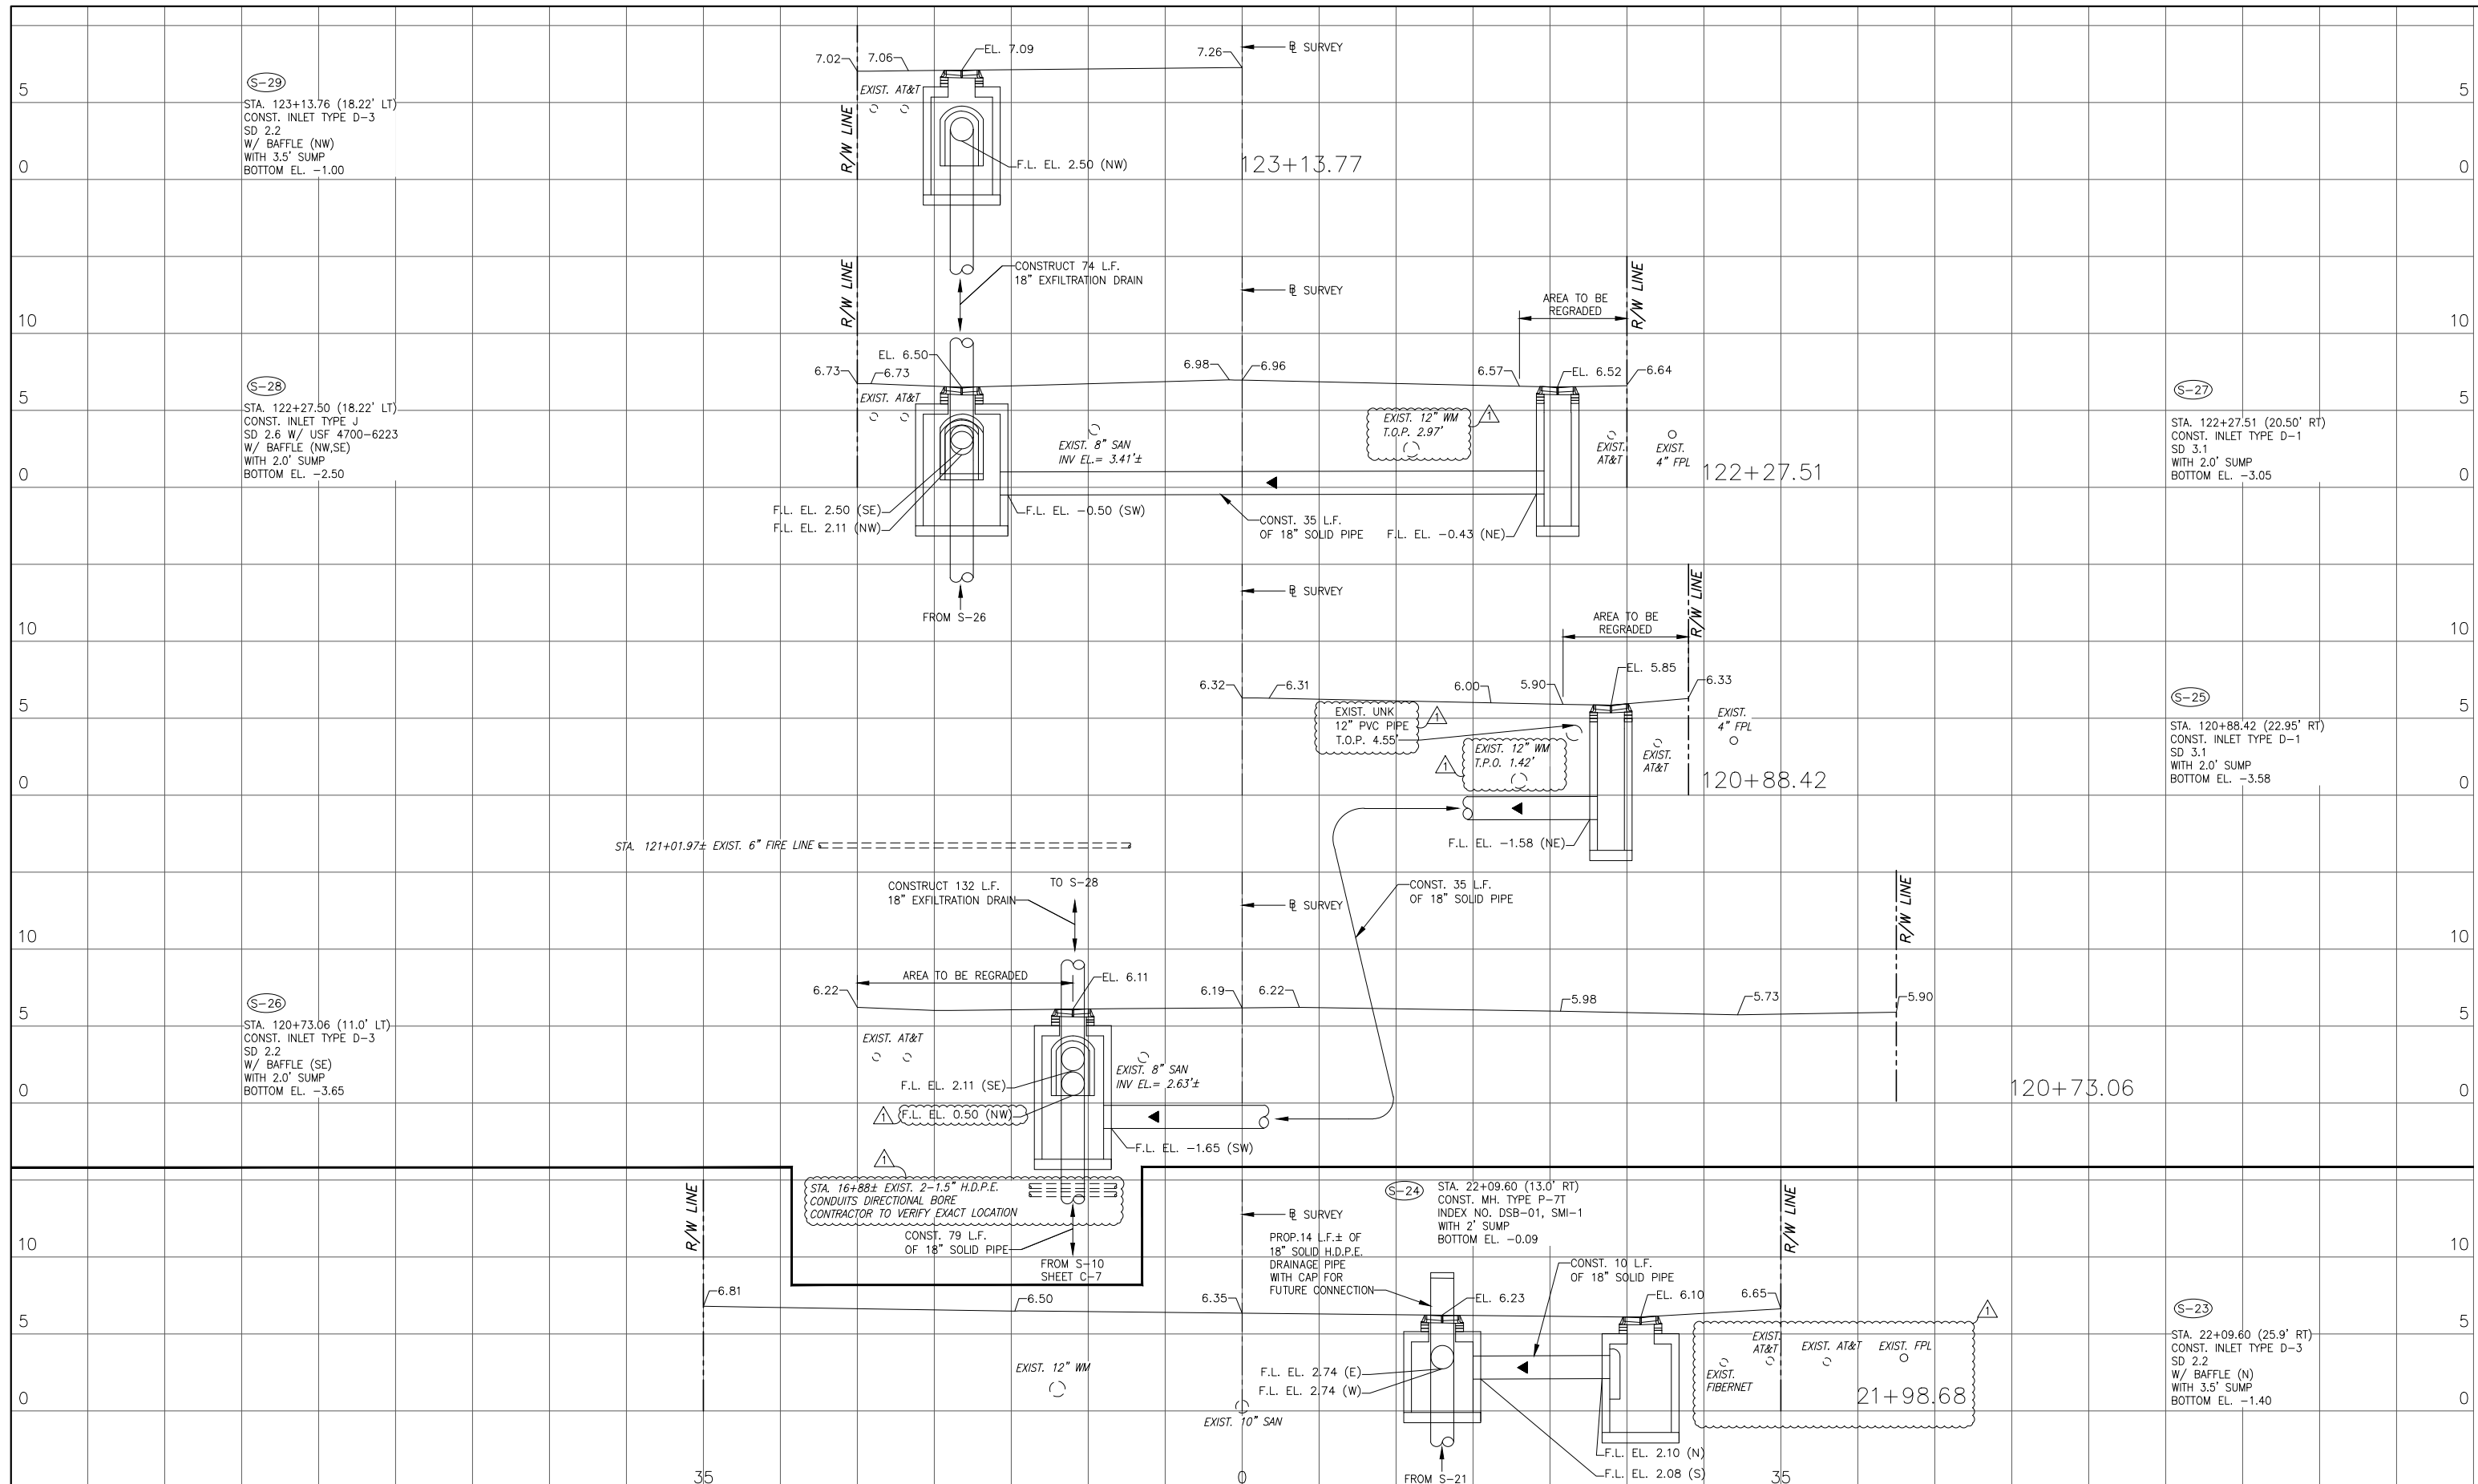 7.02
7.06
EL. 7.09
7.26
℄ SURVEY
5
S-29
STA. 123+13.76 (18.22' LT)
CONST. INLET TYPE D-3
SD 2.2
W/ BAFFLE (NW)
WITH 3.5' SUMP
BOTTOM EL. -1.00
EXIST. AT&T
R/W LINE
F.L. EL. 2.50 (NW)
123+13.77
5
0
0
R/W LINE
CONSTRUCT 74 L.F.
18" EXFILTRATION DRAIN
℄ SURVEY
AREA TO BE
REGRADED
R/W LINE
10
10
EL. 6.50
6.73
6.73
6.98
6.96
6.57
EL. 6.52
6.64
5
5
S-28
STA. 122+27.50 (18.22' LT)
CONST. INLET TYPE J
SD 2.6 W/ USF 4700-6223
W/ BAFFLE (NW,SE)
WITH 2.0' SUMP
BOTTOM EL. -2.50
EXIST. AT&T
EXIST. 8" SAN
INV EL.= 3.41'±
EXIST. 12" WM
T.O.P. 2.97'
1
EXIST.
AT&T
EXIST.
4" FPL
122+27.51
S-27
STA. 122+27.51 (20.50' RT)
CONST. INLET TYPE D-1
SD 3.1
WITH 2.0' SUMP
BOTTOM EL. -3.05
0
0
F.L. EL. 2.50 (SE)
F.L. EL. 2.11 (NW)
F.L. EL. -0.50 (SW)
CONST. 35 L.F.
OF 18" SOLID PIPE
F.L. EL. -0.43 (NE)
FROM S-26
℄ SURVEY
AREA TO BE
REGRADED
R/W LINE
10
10
6.32
6.31
6.00
5.90
EL. 5.85
6.33
5
5
EXIST. UNK
12" PVC PIPE
T.O.P. 4.55'
1
EXIST. 12" WM
T.P.O. 1.42'
1
EXIST.
AT&T
EXIST.
4" FPL
120+88.42
S-25
STA. 120+88.42 (22.95' RT)
CONST. INLET TYPE D-1
SD 3.1
WITH 2.0' SUMP
BOTTOM EL. -3.58
0
0
F.L. EL. -1.58 (NE)
STA. 121+01.97± EXIST. 6" FIRE LINE
CONSTRUCT 132 L.F.
18" EXFILTRATION DRAIN
TO S-28
℄ SURVEY
CONST. 35 L.F.
OF 18" SOLID PIPE
R/W LINE
10
10
AREA TO BE REGRADED
6.22
EL. 6.11
6.19
6.22
5.98
5.73
5.90
5
5
S-26
STA. 120+73.06 (11.0' LT)
CONST. INLET TYPE D-3
SD 2.2
W/ BAFFLE (SE)
WITH 2.0' SUMP
BOTTOM EL. -3.65
EXIST. AT&T
F.L. EL. 2.11 (SE)
1
F.L. EL. 0.50 (NW)
EXIST. 8" SAN
INV EL.= 2.63'±
120+73.06
0
0
F.L. EL. -1.65 (SW)
1
STA. 16+88± EXIST. 2-1.5" H.D.P.E.
CONDUITS DIRECTIONAL BORE
CONTRACTOR TO VERIFY EXACT LOCATION
CONST. 79 L.F.
OF 18" SOLID PIPE
FROM S-10
SHEET C-7
R/W LINE
℄ SURVEY
S-24
STA. 22+09.60 (13.0' RT)
CONST. MH. TYPE P-7T
INDEX NO. DSB-01, SMI-1
WITH 2' SUMP
BOTTOM EL. -0.09
R/W LINE
PROP.14 L.F.± OF
18" SOLID H.D.P.E.
DRAINAGE PIPE
WITH CAP FOR
FUTURE CONNECTION
CONST. 10 L.F.
OF 18" SOLID PIPE
10
10
6.81
6.50
6.35
EL. 6.23
EL. 6.10
6.65
1
5
5
EXIST. 12" WM
EXIST. 10" SAN
F.L. EL. 2.74 (E)
F.L. EL. 2.74 (W)
EXIST.
FIBERNET
EXIST.
AT&T
EXIST. AT&T
EXIST. FPL
21+98.68
S-23
STA. 22+09.60 (25.9' RT)
CONST. INLET TYPE D-3
SD 2.2
W/ BAFFLE (N)
WITH 3.5' SUMP
BOTTOM EL. -1.40
0
0
F.L. EL. 2.10 (N)
F.L. EL. 2.08 (S)
FROM S-21
35
0
35